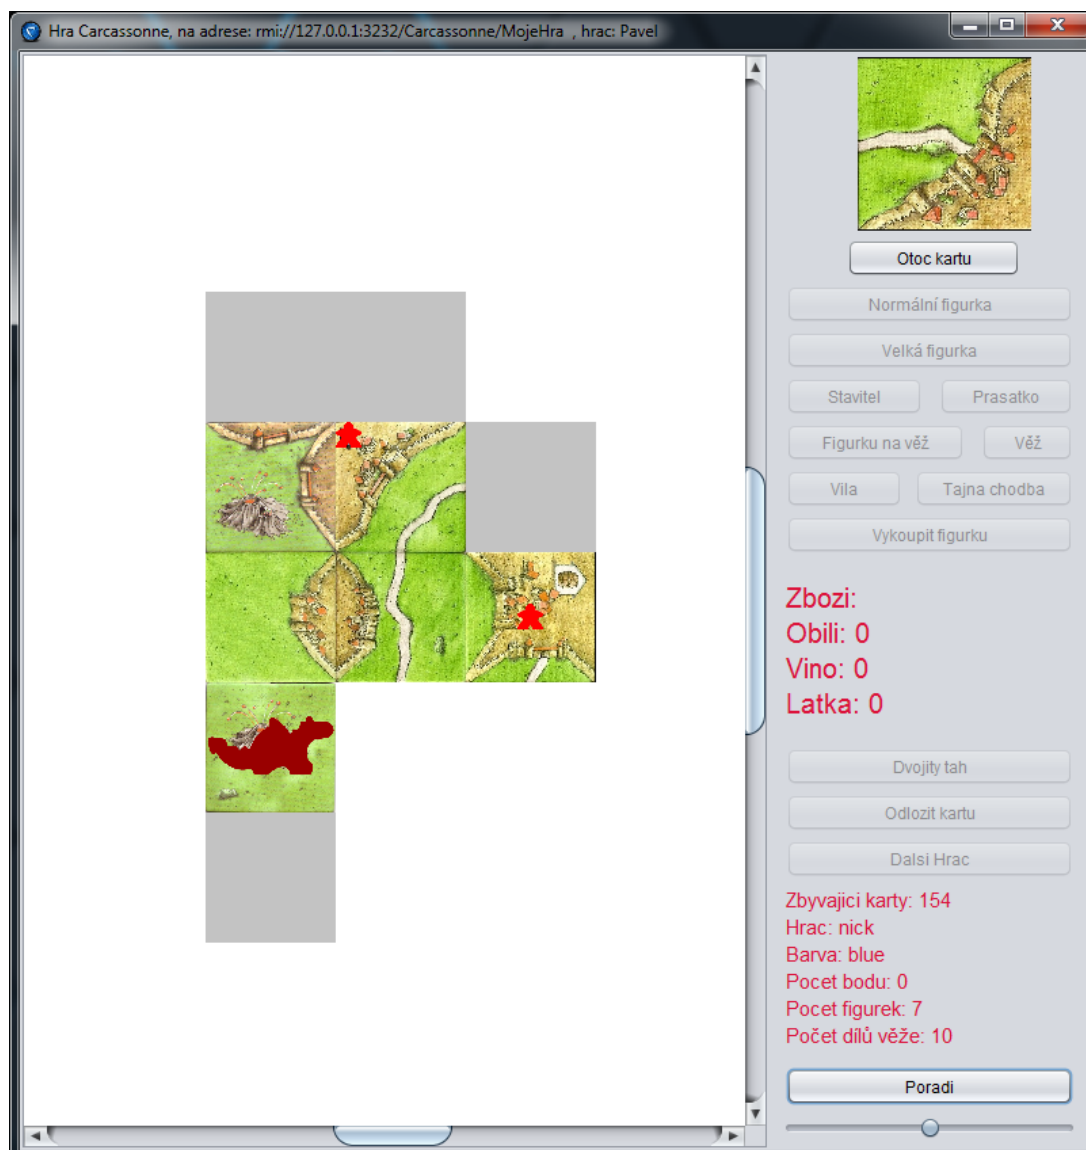 Hra Carcassonne, na adrese: rmi://127.0.0.1:3232/Carcassonne/MojeHra , hrac: Pavel
Otoc kartu
Normální figurka
Velká figurka
Stavitel Prasatko
Figurku na věž Věž
Vila Tajna chodba
Vykoupit figurku
Zbozi:
Obili: 0
Vino: 0
Latka: 0
Dvojity tah
Odlozit kartu
Dalsi Hrac
Zbyvajici karty: 154
Hrac: nick
Barva: blue
Pocet bodu: 0
Pocet figurek: 7
Počet dílů věže: 10
Poradi